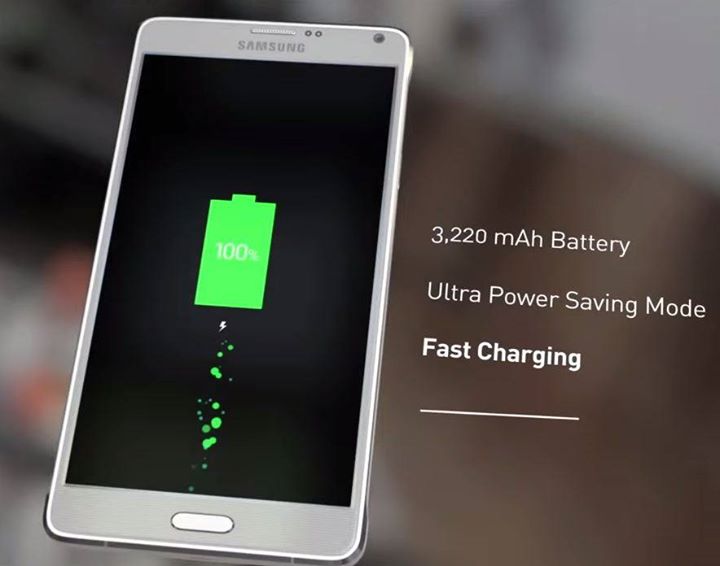 SAMSUNG
100%
3,220 mAh Battery
Ultra Power Saving Mode
Fast Charging